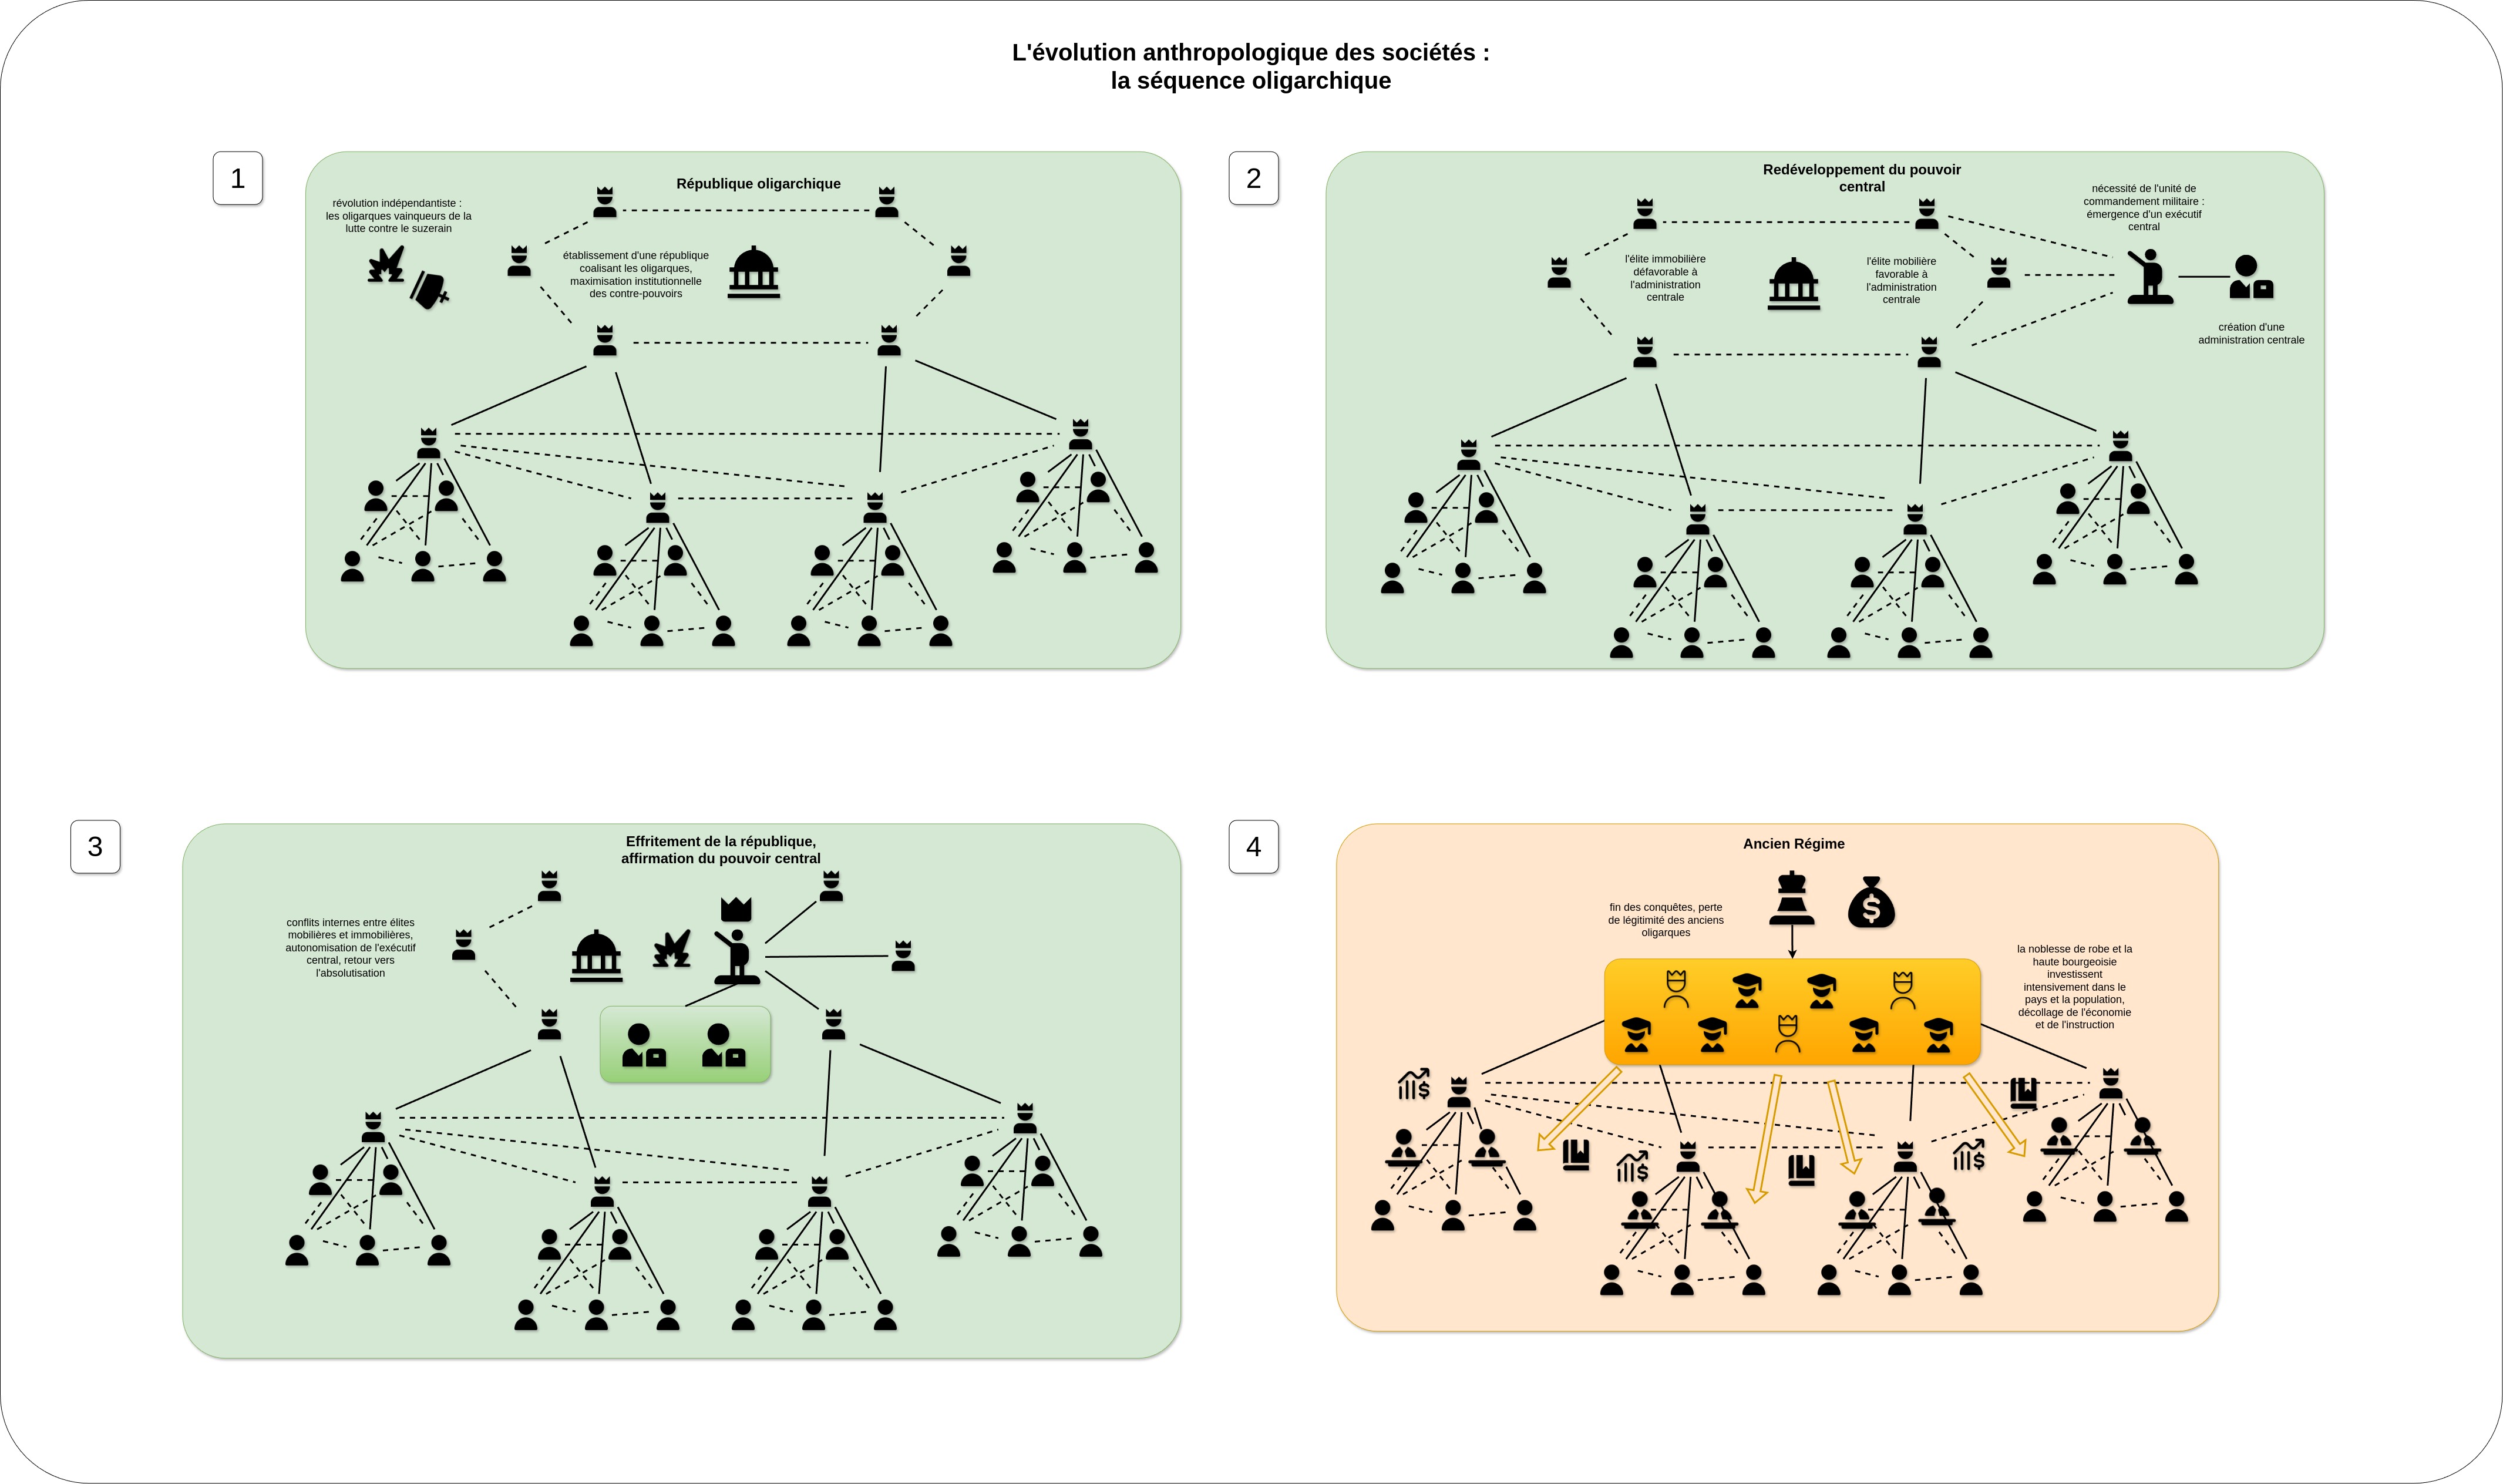 L'évolution anthropologique des sociétés :
la séquence oligarchique
1
République oligarchique
révolution indépendantiste :
les oligarques vainqueurs de la
lutte contre le suzerain
établissement d'une république
coalisant les oligarques,
maximisation institutionnelle
des contre-pouvoirs
2
Redéveloppement du pouvoir
central
nécessité de l'unité de
commandement militaire :
émergence d'un exécutif
central
l'élite immobilière
défavorable à
l'administration
centrale
l'élite mobilière
favorable à
l'administration
centrale
création d'une
administration centrale
3
Effritement de la république,
affirmation du pouvoir central
conflits internes entre élites
mobilières et immobilières,
autonomisation de l'exécutif
central, retour vers
l'absolutisation
4
Ancien Régime
fin des conquêtes, perte
de légitimité des anciens
oligarques
la noblesse de robe et la
haute bourgeoisie
investissent
intensivement dans le
pays et la population,
décollage de l'économie
et de l'instruction